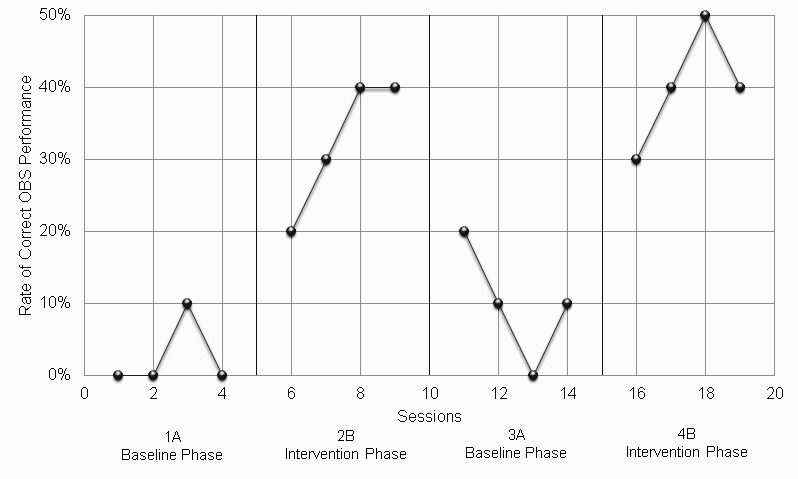 50%
40%
30%
20%
10%
0%
Rate of Correct OBS Performance
0 2 4 6 8 10 12 14 16 18 20
Sessions
1A 2B 3A 4B
Baseline Phase Intervention Phase Baseline Phase Intervention Phase